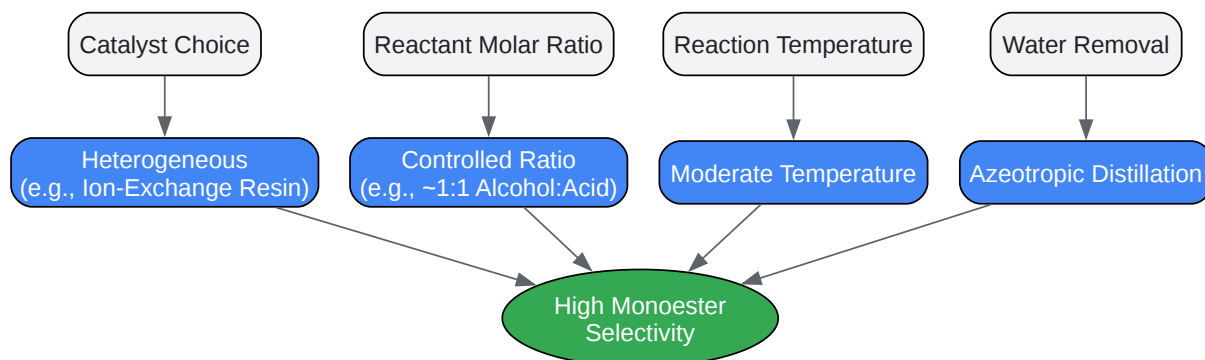 Catalyst Choice
Reactant Molar Ratio
Reaction Temperature
Water Removal
Heterogeneous
(e.g., Ion-Exchange Resin)
Controlled Ratio
(e.g., ~1:1 Alcohol:Acid)
Moderate Temperature
Azeotropic Distillation
High Monoester
Selectivity